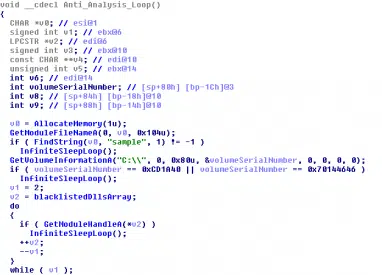 void __cdecl Anti_Analysis_Loop()
{
CHAR *v0; // esi@1
signed int v1; // ebx@6
LPCSTR *v2; // edi@6
signed int v3; // ebx@10
const CHAR **v4; // edi@10
unsigned int v5; // ebx@14
int v6; // edi@14
int volumeSerialNumber; // [sp+80h] [bp-1Ch]@3
int v8; // [sp+84h] [bp-18h]@10
int v9; // [sp+88h] [bp-14h]@10
v0 = AllocateMemory(1u);
GetModuleFileNameA(0, v0, 0x104u);
if ( FindString(v0, "sample", 1) != -1 )
InfiniteSleepLoop();
GetVolumeInformationA("C:\\", 0, 0x80u, &volumeSerialNumber, 0, 0, 0, 0);
if ( volumeSerialNumber == 0xCD1A40 || volumeSerialNumber == 0x70144646 )
InfiniteSleepLoop();
v1 = 2;
v2 = blacklistedDllsArray;
do
{
if ( GetModuleHandleA(*v2) )
InfiniteSleepLoop();
++v2;
--v1;
}
while ( v1 );